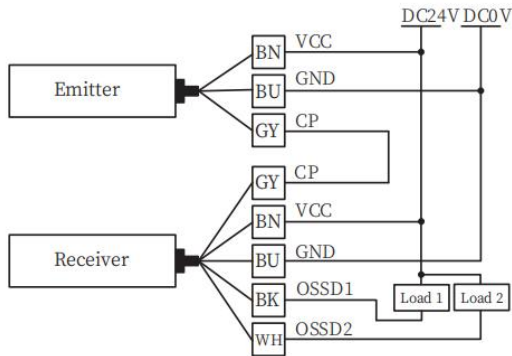 DC24V DC0V
BN VCC
Emitter
BU GND
GY CP
GY CP
BN VCC
Receiver
BU GND
BK OSSD1
Load 1 Load 2
WH OSSD2